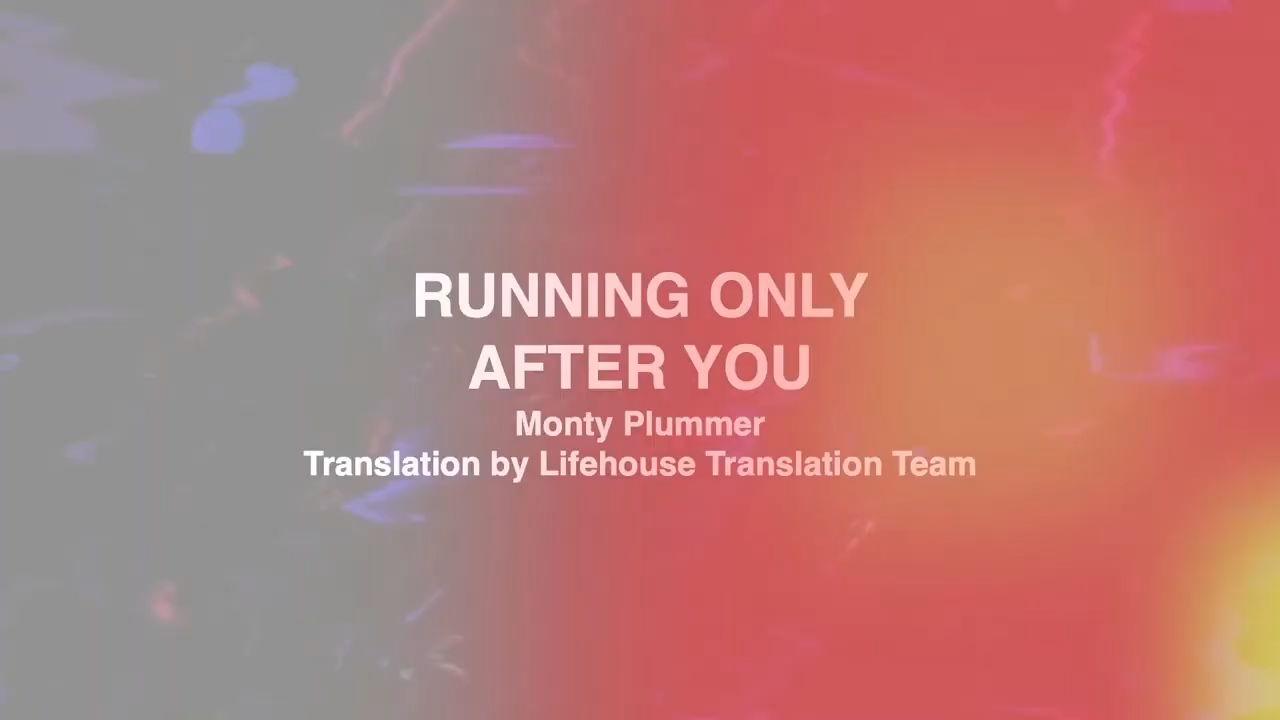 RUNNING ONLY
AFTER YOU
Monty Plummer
Translation by Lifehouse Translation Team